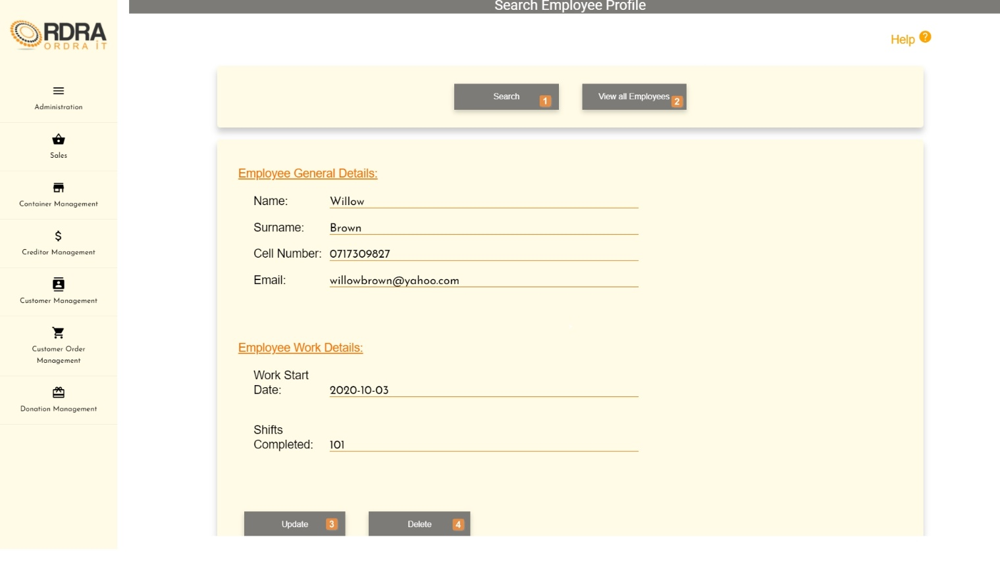 Search Employee Profile
RDRA
ORDRA iT
Help ?
Administration
Sales
Container Management
Creditor Management
Customer Management
Customer Order
Management
Donation Management
Search 1
View all Employees 2
Employee General Details:
Name: Willow
Surname: Brown
Cell Number: 0717309827
Email: willowbrown@yahoo.com
Employee Work Details:
Work Start
Date: 2020-10-03
Shifts
Completed: 101
Update 3
Delete 4